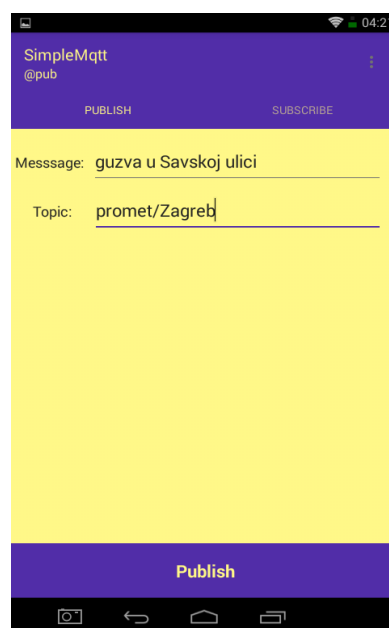 04:2
SimpleMqtt
@pub
PUBLISH SUBSCRIBE
Messsage: guzva u Savskoj ulici
Topic: promet/Zagreb
Publish